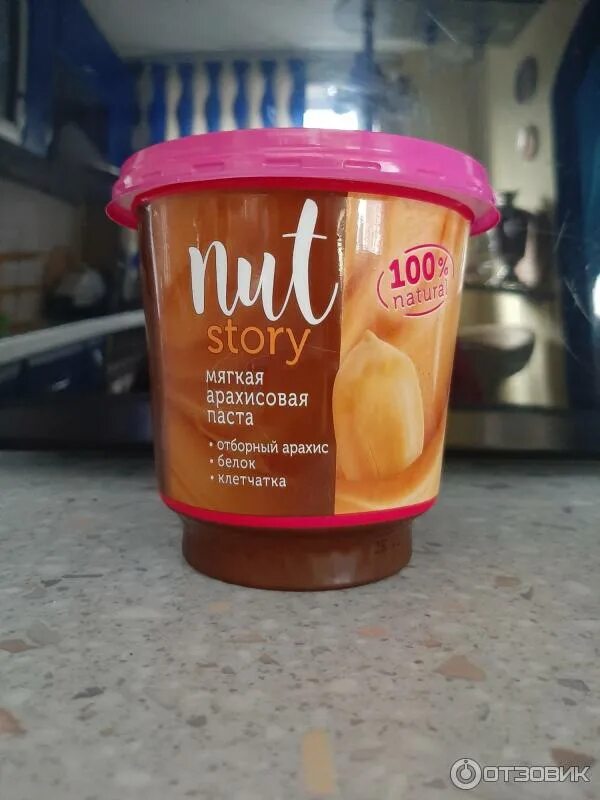 nut
story
100%
natural
мягкая
арахисовая
паста
• отборный арахис
• белок
• клетчатка
ОТЗОВИК